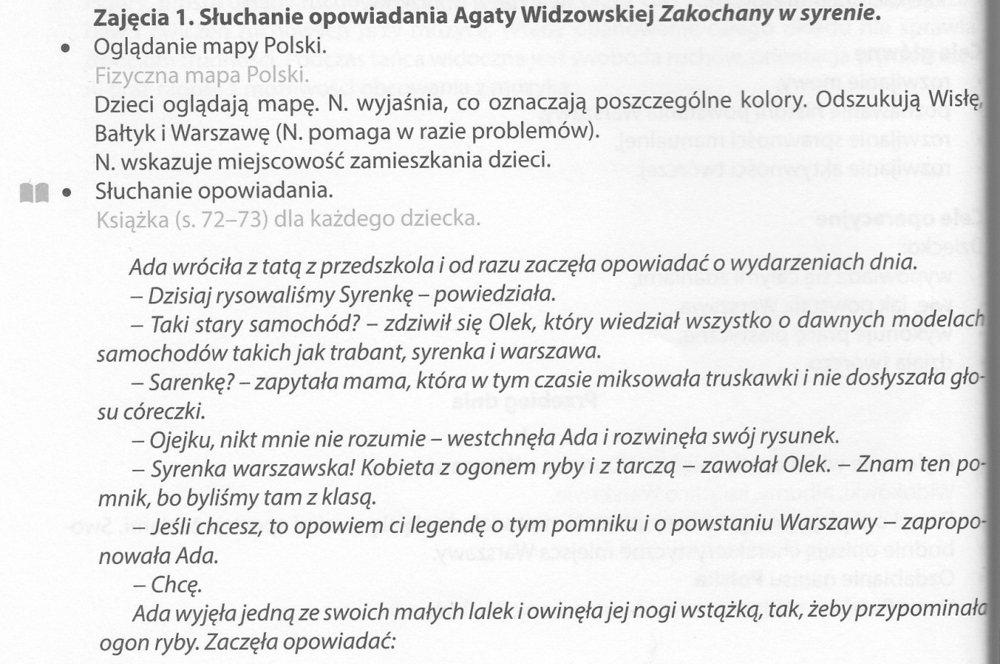 Zajęcia 1. Słuchanie opowiadania Agaty Widzowskiej Zakochany w syrenie.
• Oglądanie mapy Polski.
Fizyczna mapa Polski.
Dzieci oglądają mapę. N. wyjaśnia, co oznaczają poszczególne kolory. Odszukują Wisłę,
Bałtyk i Warszawę (N. pomaga w razie problemów).
N. wskazuje miejscowość zamieszkania dzieci.
• Słuchanie opowiadania.
Książka (s. 72–73) dla każdego dziecka.
Ada wróciła z tatą z przedszkola i od razu zaczęła opowiadać o wydarzeniach dnia.
– Dzisiaj rysowaliśmy Syrenkę – powiedziała.
– Taki stary samochód? – zdziwił się Olek, który wiedział wszystko o dawnych modelach
samochodów takich jak trabant, syrenka i warszawa.
– Sarenkę? – zapytała mama, która w tym czasie miksowała truskawki i nie dosłyszała gło-
su córeczki.
– Ojejku, nikt mnie nie rozumie – westchnęła Ada i rozwinęła swój rysunek.
– Syrenka warszawska! Kobieta z ogonem ryby i z tarczą – zawołał Olek. – Znam ten po-
mnik, bo byliśmy tam z klasą.
– Jeśli chcesz, to opowiem ci legendę o tym pomniku i o powstaniu Warszawy – zapropo-
nowała Ada.
– Chcę.
Ada wyjęła jedną ze swoich małych lalek i owinęła jej nogi wstążką, tak, żeby przypominała
ogon ryby. Zaczęła opowiadać: